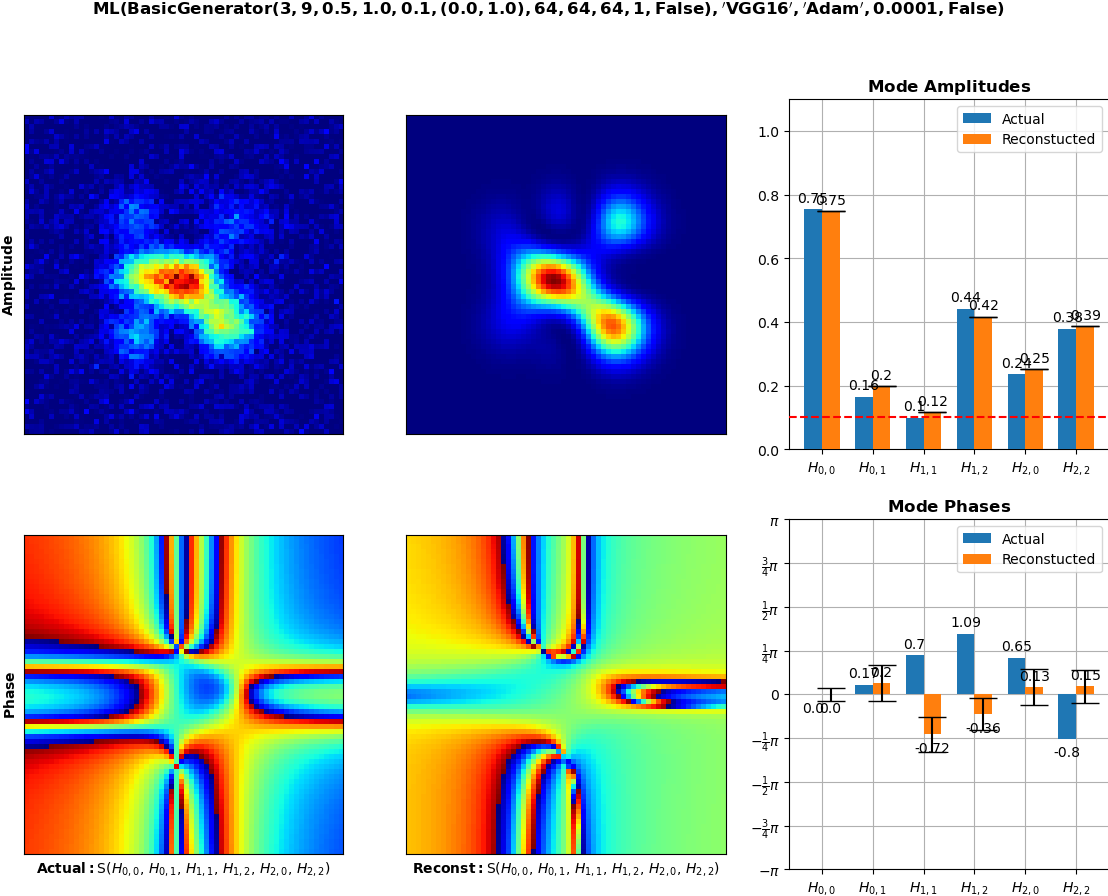 ML(BasicGenerator(3, 9, 0.5, 1.0, 0.1, (0.0, 1.0), 64, 64, 64, 1, False), 'VGG16', 'Adam', 0.0001, False)
Amplitude
Mode Amplitudes
Actual
Reconstucted
1.0
0.8
0.6
0.4
0.2
0.0
0.75
0.75
0.16
0.2
0.1
0.12
0.44
0.42
0.24
0.25
0.38
0.39
H0,0
H0,1
H1,1
H1,2
H2,0
H2,2
Phase
Actual: S(H0,0, H0,1, H1,1, H1,2, H2,0, H2,2)
Reconst: S(H0,0, H0,1, H1,1, H1,2, H2,0, H2,2)
Mode Phases
Actual
Reconstucted
π
3/4π
1/2π
1/4π
0
−1/4π
−1/2π
−3/4π
−π
0.0
0.0
0.17
0.2
0.7
-0.72
1.09
-0.36
0.65
0.13
-0.8
0.15
H0,0
H0,1
H1,1
H1,2
H2,0
H2,2